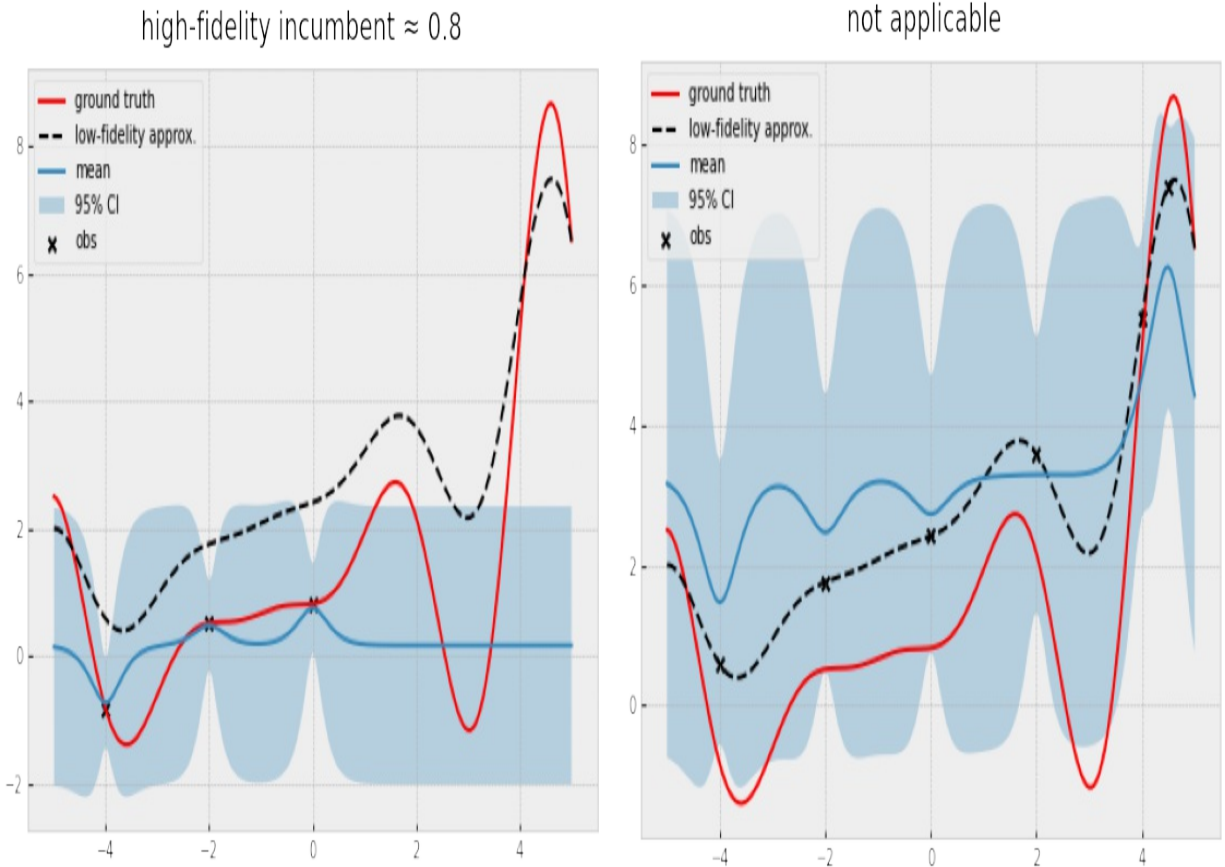 high-fidelity incumbent ≈ 0.8
ground truth
low-fidelity approx.
mean
95% CI
obs
8
6
4
2
0
−2
−4
−2
0
2
4
not applicable
ground truth
low-fidelity approx.
mean
95% CI
obs
8
6
4
2
0
−4
−2
0
2
4